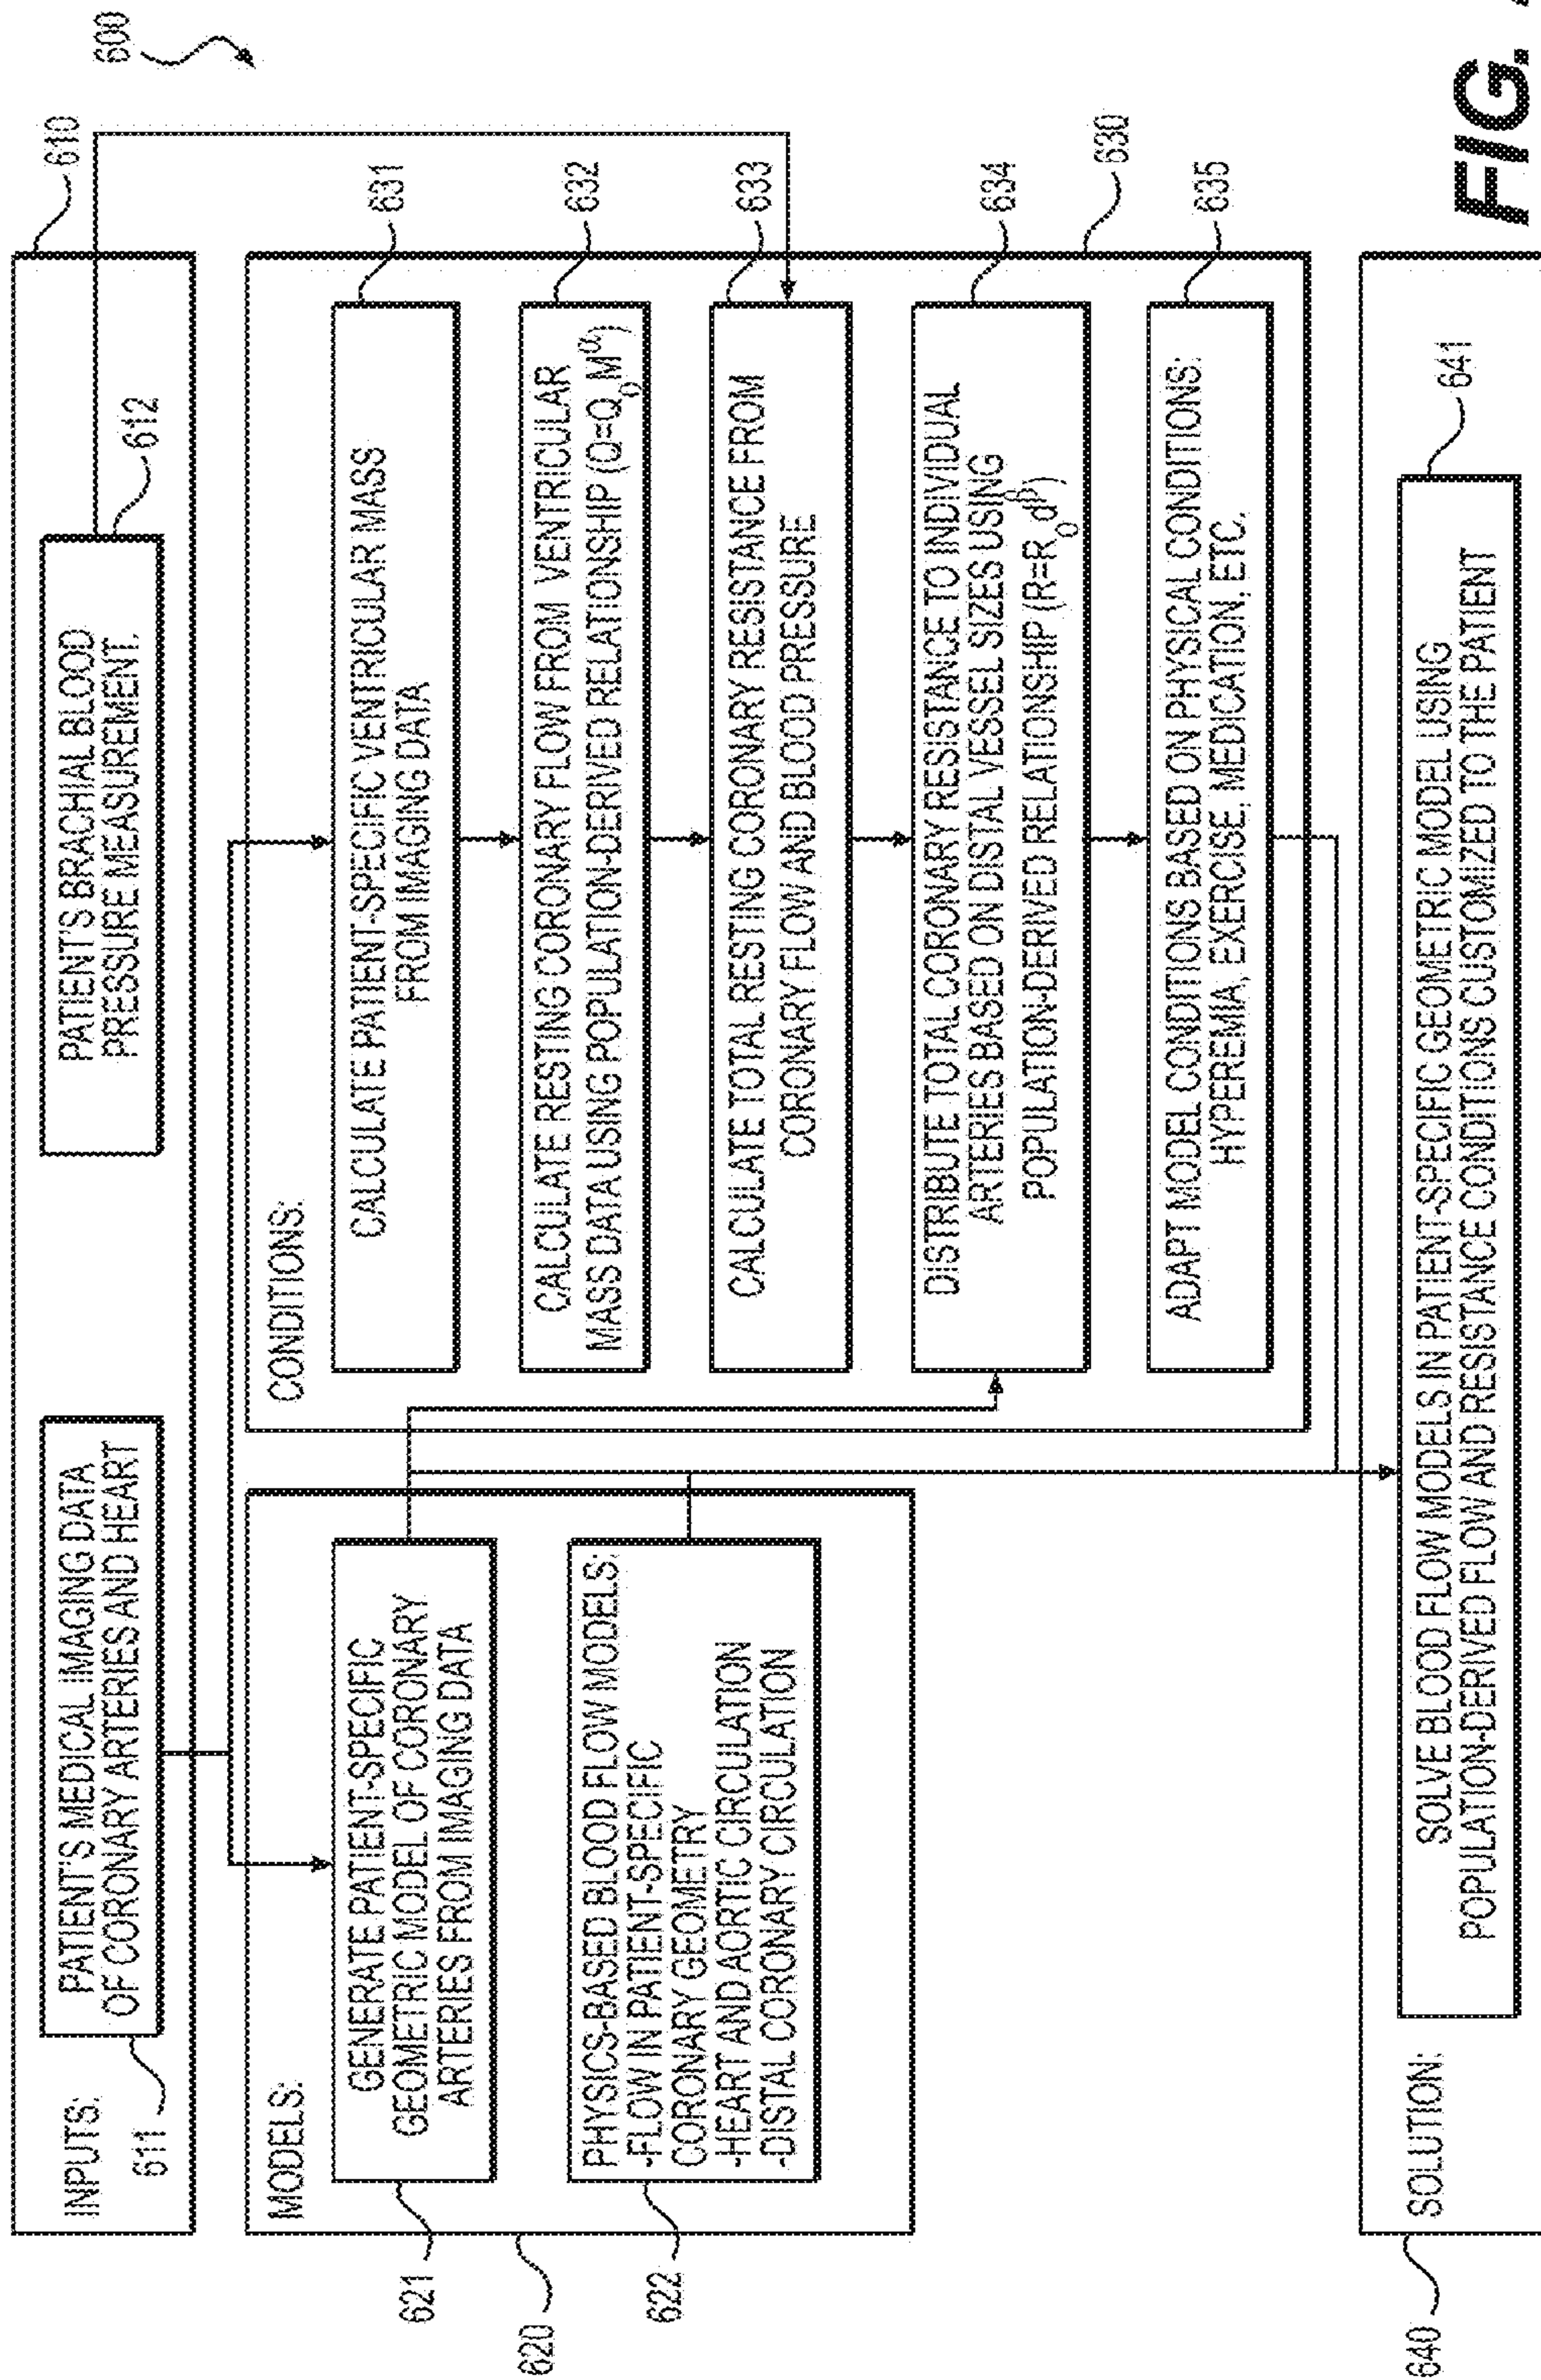 600
610
INPUTS:
611
PATIENT'S MEDICAL IMAGING DATA
OF CORONARY ARTERIES AND HEART
PATIENT'S BRACHIAL BLOOD
PRESSURE MEASUREMENT.
612
MODELS:
621
GENERATE PATIENT-SPECIFIC
GEOMETRIC MODEL OF CORONARY
ARTERIES FROM IMAGING DATA
620
622
PHYSICS-BASED BLOOD FLOW MODELS:
-FLOW IN PATIENT-SPECIFIC
CORONARY GEOMETRY
-HEART AND AORTIC CIRCULATION
-DISTAL CORONARY CIRCULATION
CONDITIONS:
CALCULATE PATIENT-SPECIFIC VENTRICULAR MASS
FROM IMAGING DATA
631
CALCULATE RESTING CORONARY FLOW FROM VENTRICULAR
MASS DATA USING POPULATION-DERIVED RELATIONSHIP (Q=Q₀Mᵅ)
632
CALCULATE TOTAL RESTING CORONARY RESISTANCE FROM
CORONARY FLOW AND BLOOD PRESSURE
633
DISTRIBUTE TOTAL CORONARY RESISTANCE TO INDIVIDUAL
ARTERIES BASED ON DISTAL VESSEL SIZES USING
POPULATION-DERIVED RELATIONSHIP (R=R₀dᵝ)
634
630
ADAPT MODEL CONDITIONS BASED ON PHYSICAL CONDITIONS:
HYPEREMIA, EXERCISE, MEDICATION, ETC.
635
640
SOLUTION:
SOLVE BLOOD FLOW MODELS IN PATIENT-SPECIFIC GEOMETRIC MODEL USING
POPULATION-DERIVED FLOW AND RESISTANCE CONDITIONS CUSTOMIZED TO THE PATIENT
641
FIG.